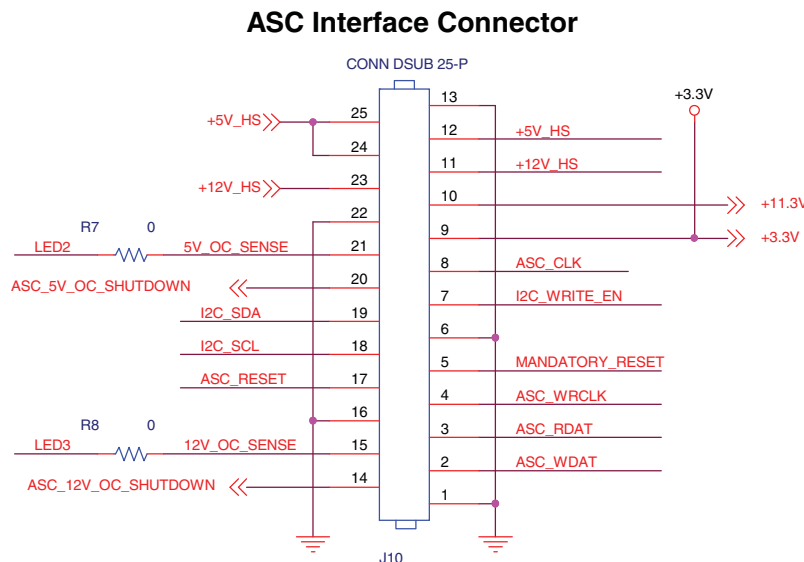 ASC Interface Connector
CONN DSUB 25-P
13
+3.3V
25
+5V_HS
12
+5V_HS
24
11
+12V_HS
23
+12V_HS
10
+11.3V
22
R7 0
9
+3.3V
LED2
5V_OC_SENSE
21
8
ASC_CLK
20
ASC_5V_OC_SHUTDOWN
7
I2C_WRITE_EN
I2C_SDA
19
6
I2C_SCL
18
5
MANDATORY_RESET
ASC_RESET
17
4
ASC_WRCLK
16
R8 0
3
ASC_RDAT
LED3
12V_OC_SENSE
15
2
ASC_WDAT
14
ASC_12V_OC_SHUTDOWN
1
J10